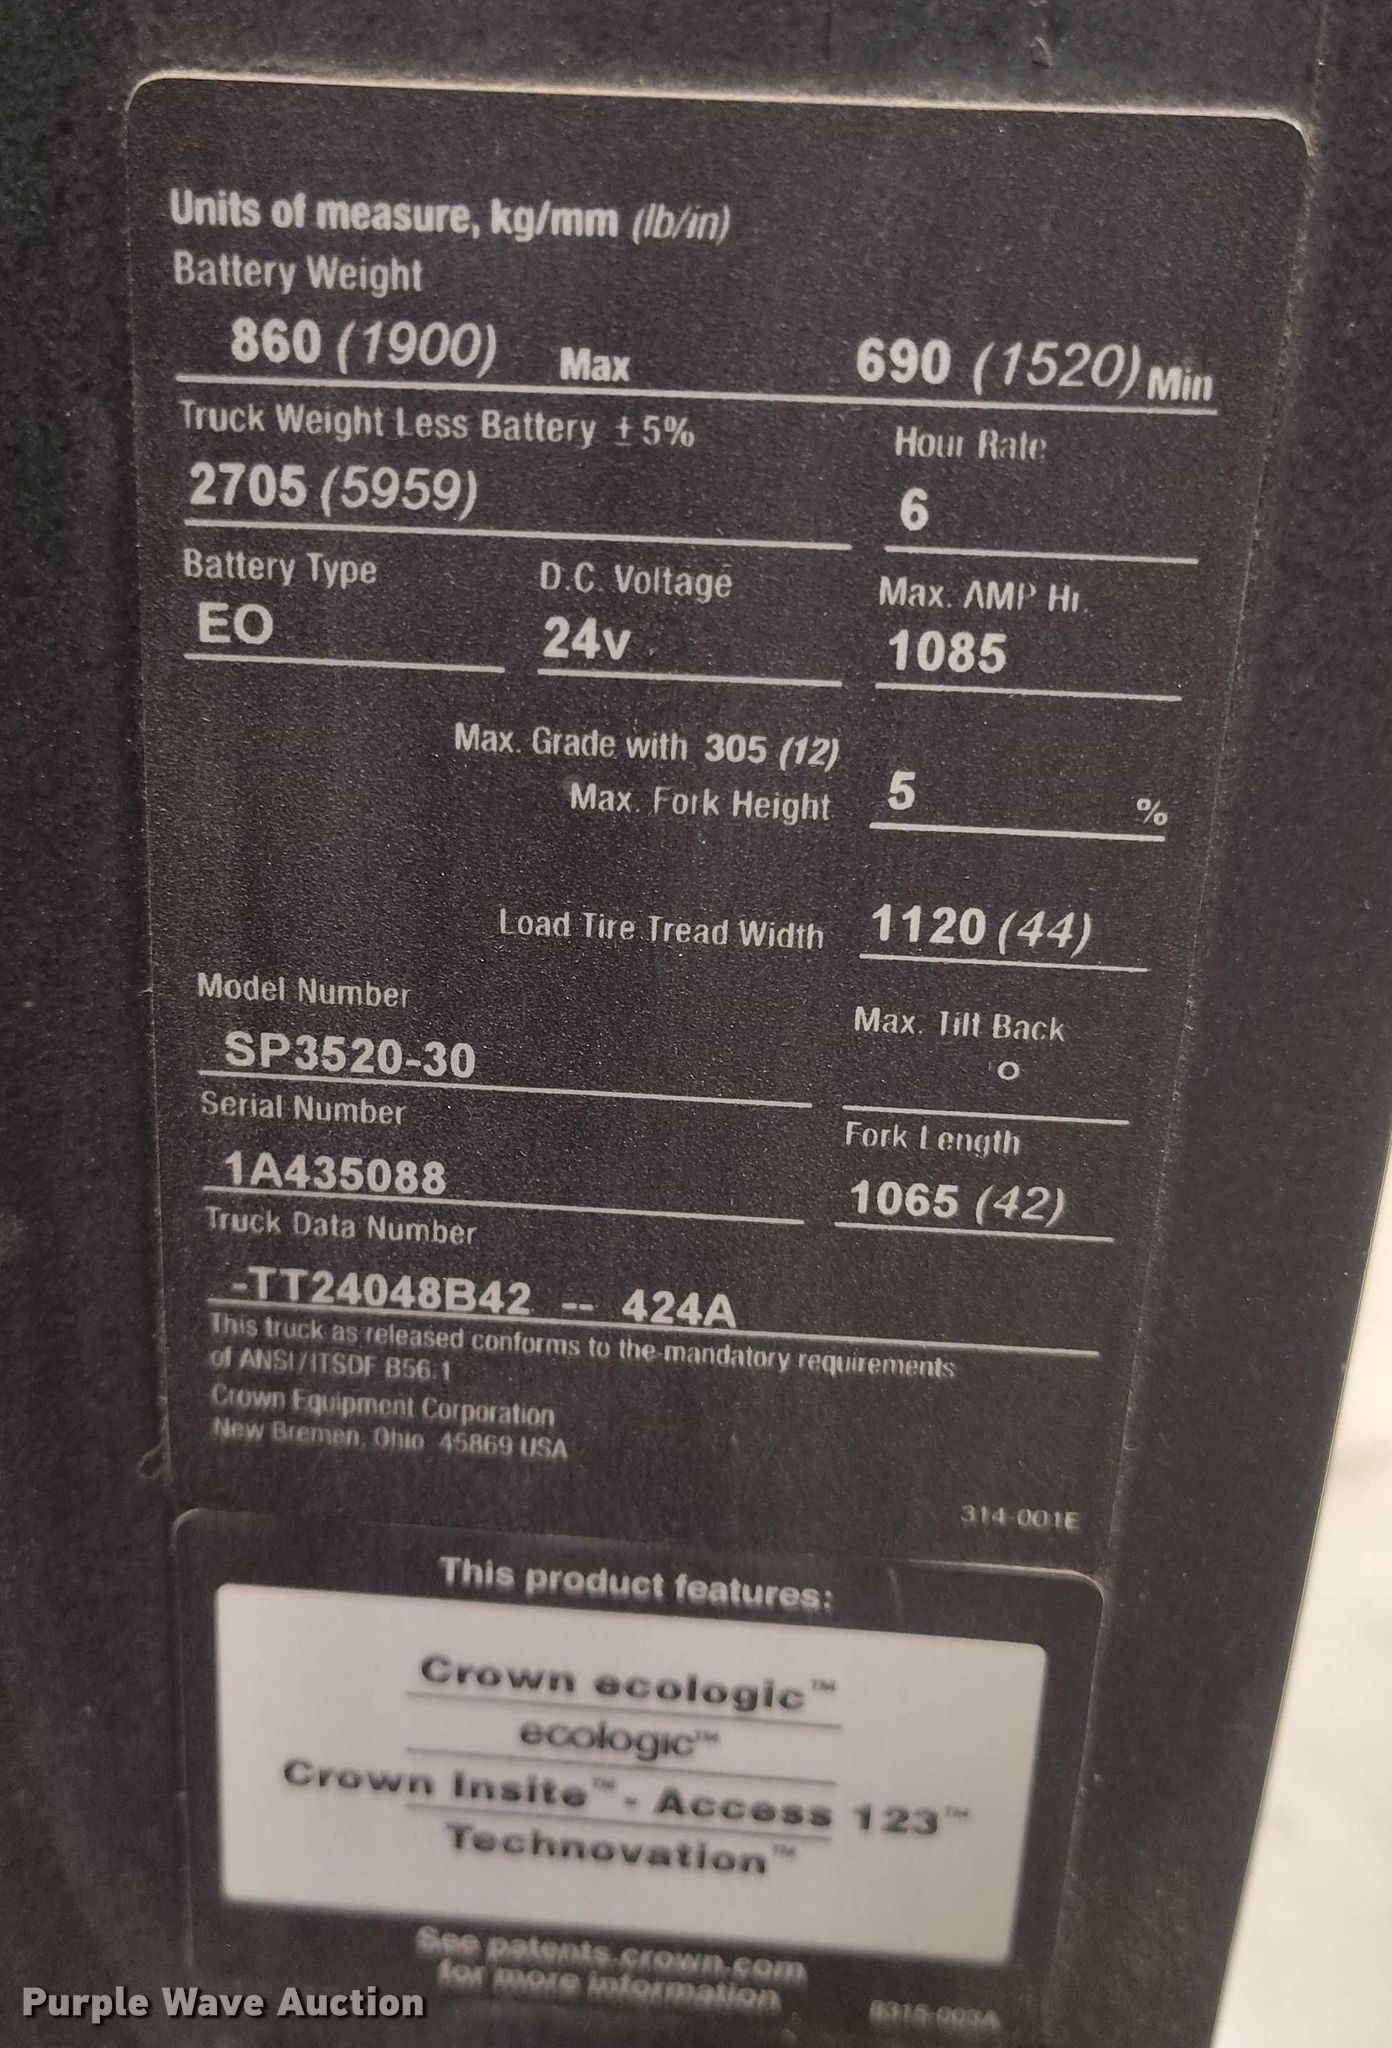 Units of measure, kg/mm (lb/in)
Battery Weight
860 (1900) Max 690 (1520) Min
Truck Weight Less Battery ± 5% Hour Rate
2705 (5959) 6
Battery Type D.C. Voltage Max. AMP Hr.
EO 24v 1085
Max. Grade with 305 (12)
Max. Fork Height 5 %
Load Tire Tread Width 1120 (44)
Model Number Max. Tilt Back
SP3520-30 °
Serial Number Fork Length
1A435088 1065 (42)
Truck Data Number
-TT24048B42 -- 424A
This truck as released conforms to the mandatory requirements
of ANSI/ITSDF B56.1
Crown Equipment Corporation
New Bremen, Ohio 45869 USA
314-001E
This product features:
Crown ecologic™
ecologic™
Crown Insite™ - Access 123™
Technovation™
See patents.crown.com
for more information
8315-003A
Purple Wave Auction